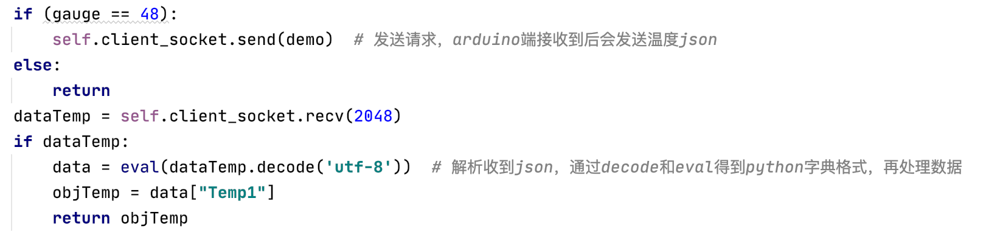 if (gauge == 48):
    self.client_socket.send(demo)  # 发送请求，arduino端接收到后会发送温度json
else:
    return
dataTemp = self.client_socket.recv(2048)
if dataTemp:
    data = eval(dataTemp.decode('utf-8'))  # 解析收到json，通过decode和eval得到python字典格式，再处理数据
    objTemp = data["Temp1"]
    return objTemp